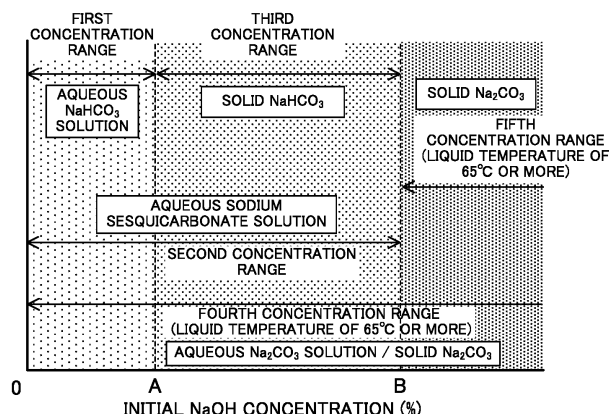 FIRST
CONCENTRATION
RANGE
THIRD
CONCENTRATION
RANGE
AQUEOUS
NaHCO₃
SOLUTION
SOLID NaHCO₃
SOLID Na₂CO₃
FIFTH
CONCENTRATION RANGE
(LIQUID TEMPERATURE OF
65℃ OR MORE)
AQUEOUS SODIUM
SESQUICARBONATE SOLUTION
SECOND CONCENTRATION
RANGE
FOURTH CONCENTRATION RANGE
(LIQUID TEMPERATURE OF 65℃ OR MORE)
AQUEOUS Na₂CO₃ SOLUTION / SOLID Na₂CO₃
0
A
B
INITIAL NaOH CONCENTRATION (%)